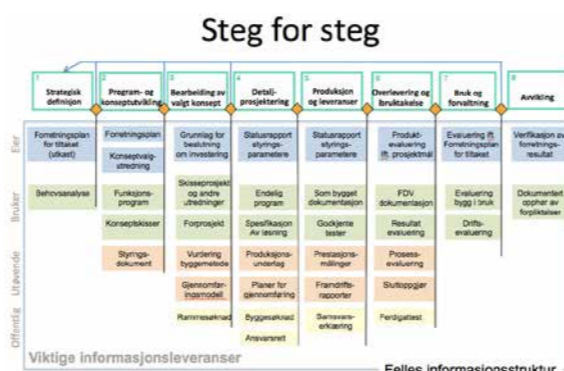 Steg for steg
1
Strategisk
definisjon
2
Program- og
konseptutvikling
3
Bearbeiding av
valgt konsept
4
Detalj-
prosjektering
5
Produksjon
og leveranser
6
Overlevering og
ibruktakelse
7
Bruk og
forvaltning
8
Avvikling
Eier
Forretningsplan
for tiltaket
(utkast)
Forretningsplan
Konseptvalg-
utredning
Grunnlag for
beslutning
om investering
Statusrapport
styrings-
parametere
Statusrapport
styrings-
parametere
Produkt-
evaluering
ift. prosjektmål
Evaluering ift.
Forretningsplan
for tiltaket
Verifikasjon av
forretnings-
resultat
Bruker
Behovsanalyse
Funksjons-
program
Konseptskisser
Skisseprosjekt
og andre
utredninger
Forprosjekt
Endelig
program
Spesifikasjon
Av løsning
Som bygget
dokumentasjon
Godkjente
tester
FDV
dokumentasjon
Resultat
evaluering
Evaluering
bygg i bruk
Drifts-
evaluering
Dokumentert
opphør av
forpliktelser
Utøvende
Styrings-
dokument
Vurdering
byggemetode
Gjennomfør-
ingsmodell
Produksjons-
underlag
Planer for
gjennomføring
Prestasjons-
målinger
Framdrifts-
rapporter
Prosess-
evaluering
Sluttoppgjør
Offentlig
Rammesøknad
Byggesøknad
Ansvarsrett
Samsvars-
erklæring
Ferdigattest
Viktige informasjonsleveranser
Felles informasjonsstruktur